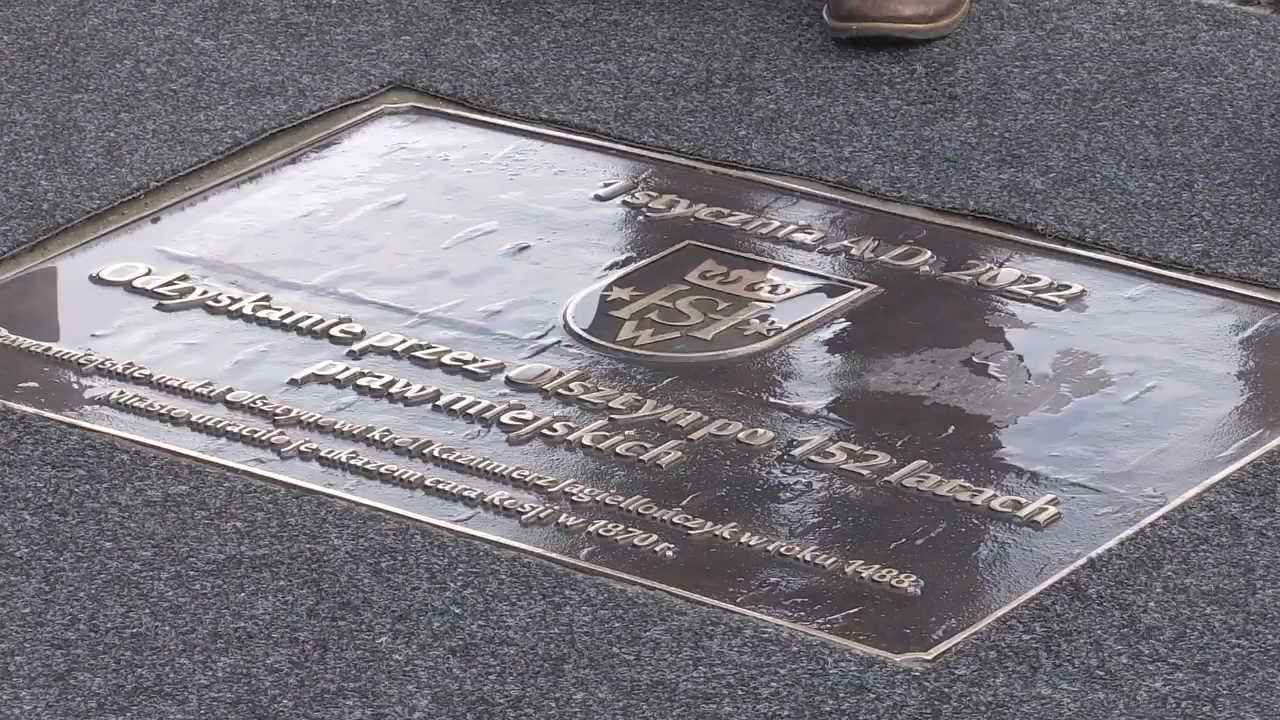 1 stycznia A.D. 2022
ISI
W
Odzyskanie przez Olsztyn po 152 latach
praw miejskich
miejskie nadał Olsztynowi król Kazimierz Jagiellończyk w roku 1488,
Miasto utraciło je ukazem cara Rosji w 1870 r.